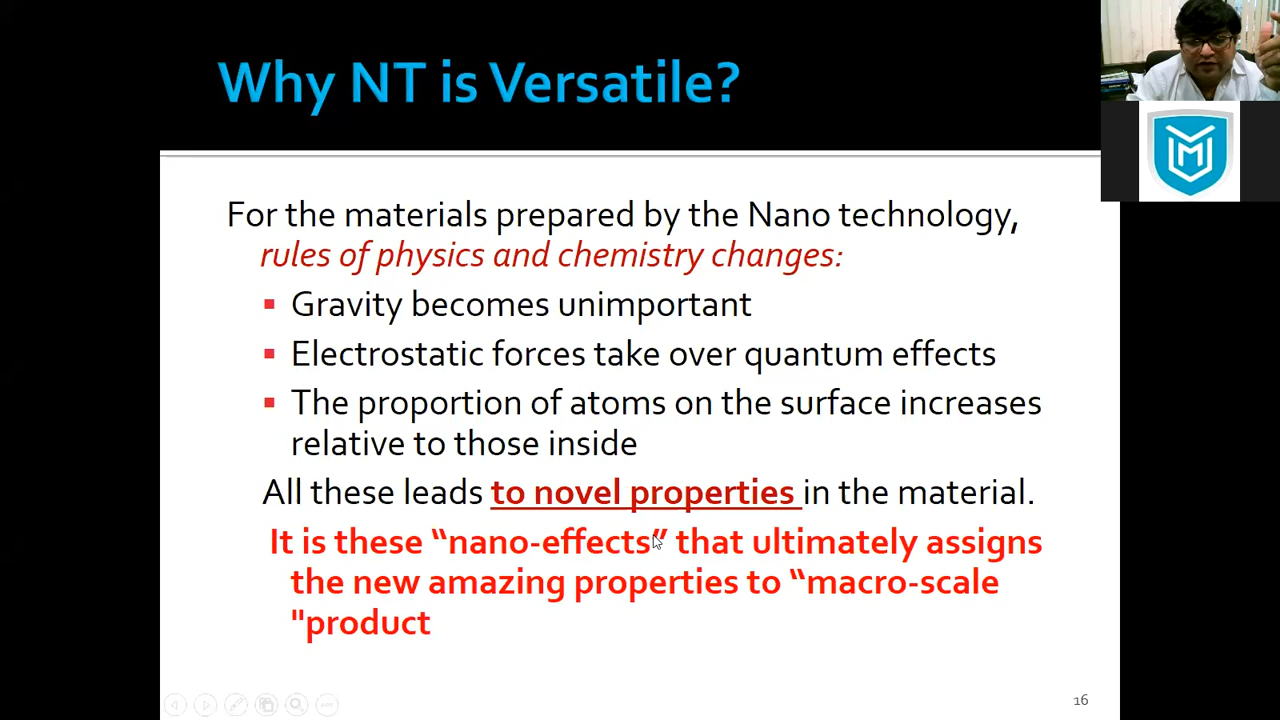 Why NT is Versatile?
For the materials prepared by the Nano technology,
rules of physics and chemistry changes:
▪ Gravity becomes unimportant
▪ Electrostatic forces take over quantum effects
▪ The proportion of atoms on the surface increases
relative to those inside
All these leads to novel properties in the material.
It is these “nano-effects” that ultimately assigns
the new amazing properties to “macro-scale
"product
16